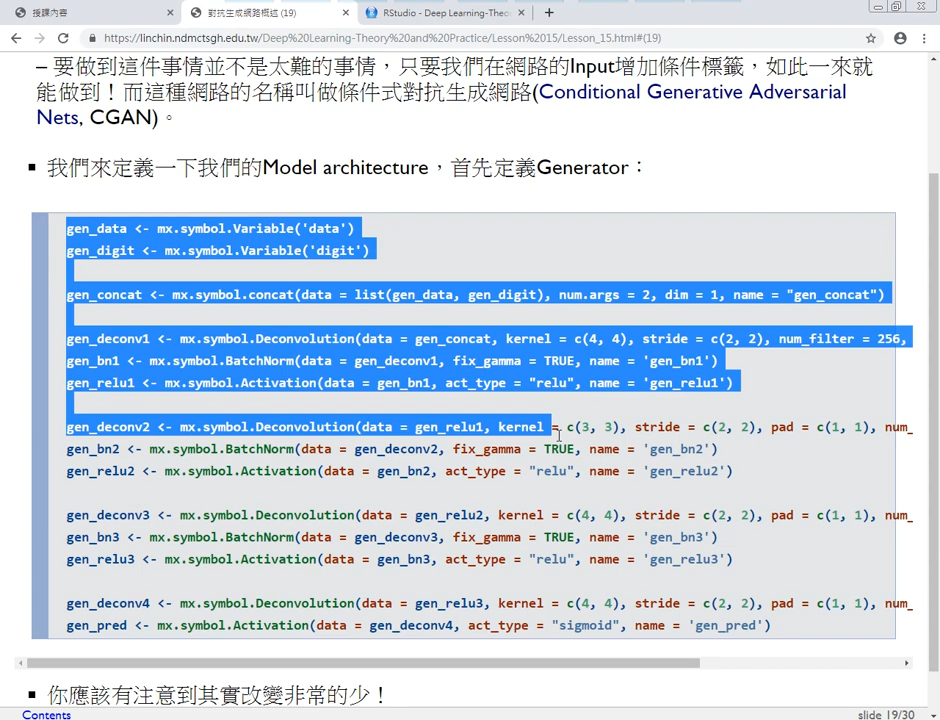 授課內容
對抗生成網路概述 (19)
RStudio - Deep Learning-Theo
https://linchin.ndmctsgh.edu.tw/Deep%20Learning-Theory%20and%20Practice/Lesson%2015/Lesson_15.html#(19)
– 要做到這件事情並不是太難的事情，只要我們在網路的Input增加條件標籤，如此一來就
能做到！而這種網路的名稱叫做條件式對抗生成網路(Conditional Generative Adversarial
Nets, CGAN)。
我們來定義一下我們的Model architecture，首先定義Generator：
gen_data <- mx.symbol.Variable('data')
gen_digit <- mx.symbol.Variable('digit')
gen_concat <- mx.symbol.concat(data = list(gen_data, gen_digit), num.args = 2, dim = 1, name = "gen_concat")
gen_deconv1 <- mx.symbol.Deconvolution(data = gen_concat, kernel = c(4, 4), stride = c(2, 2), num_filter = 256,
gen_bn1 <- mx.symbol.BatchNorm(data = gen_deconv1, fix_gamma = TRUE, name = 'gen_bn1')
gen_relu1 <- mx.symbol.Activation(data = gen_bn1, act_type = "relu", name = 'gen_relu1')
gen_deconv2 <- mx.symbol.Deconvolution(data = gen_relu1, kernel = c(3, 3), stride = c(2, 2), pad = c(1, 1), num_
gen_bn2 <- mx.symbol.BatchNorm(data = gen_deconv2, fix_gamma = TRUE, name = 'gen_bn2')
gen_relu2 <- mx.symbol.Activation(data = gen_bn2, act_type = "relu", name = 'gen_relu2')
gen_deconv3 <- mx.symbol.Deconvolution(data = gen_relu2, kernel = c(4, 4), stride = c(2, 2), pad = c(1, 1), num_
gen_bn3 <- mx.symbol.BatchNorm(data = gen_deconv3, fix_gamma = TRUE, name = 'gen_bn3')
gen_relu3 <- mx.symbol.Activation(data = gen_bn3, act_type = "relu", name = 'gen_relu3')
gen_deconv4 <- mx.symbol.Deconvolution(data = gen_relu3, kernel = c(4, 4), stride = c(2, 2), pad = c(1, 1), num_
gen_pred <- mx.symbol.Activation(data = gen_deconv4, act_type = "sigmoid", name = 'gen_pred')
你應該有注意到其實改變非常的少！
Contents
slide 19/30